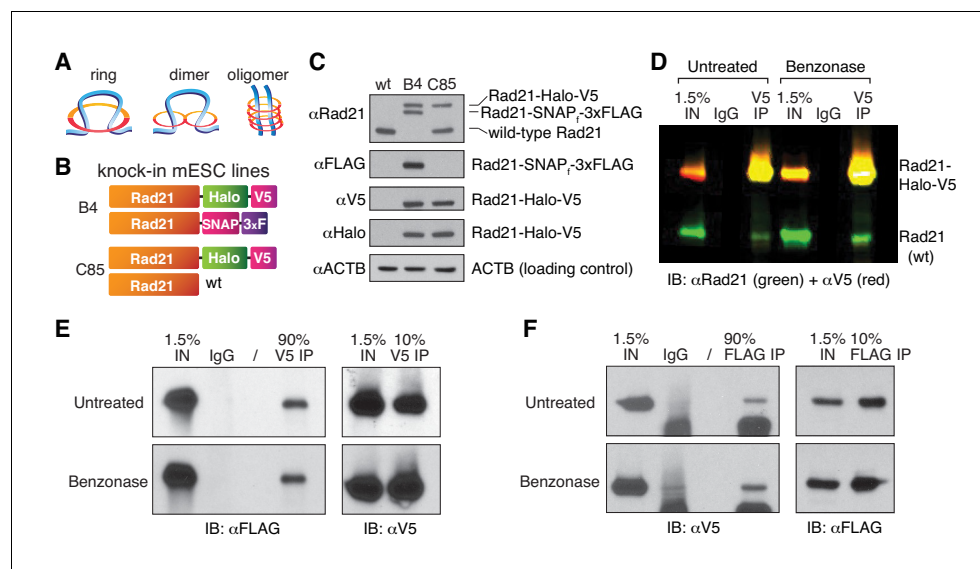 A
ring dimer oligomer
B
knock-in mESC lines
B4
Rad21 Halo V5
Rad21 SNAP 3xF
C85
Rad21 Halo V5
Rad21 wt
C
wt B4 C85
αRad21
Rad21-Halo-V5
Rad21-SNAPf-3xFLAG
wild-type Rad21
αFLAG Rad21-SNAPf-3xFLAG
αV5 Rad21-Halo-V5
αHalo Rad21-Halo-V5
αACTB ACTB (loading control)
D
Untreated Benzonase
1.5% IN IgG V5 IP 1.5% IN IgG V5 IP
Rad21-
Halo-V5
Rad21
(wt)
IB: αRad21 (green) + αV5 (red)
E
1.5% 90% 1.5% 10%
IN IgG / V5 IP IN V5 IP
Untreated
Benzonase
IB: αFLAG IB: αV5
F
1.5% 90% 1.5% 10%
IN IgG / FLAG IP IN FLAG IP
Untreated
Benzonase
IB: αV5 IB: αFLAG